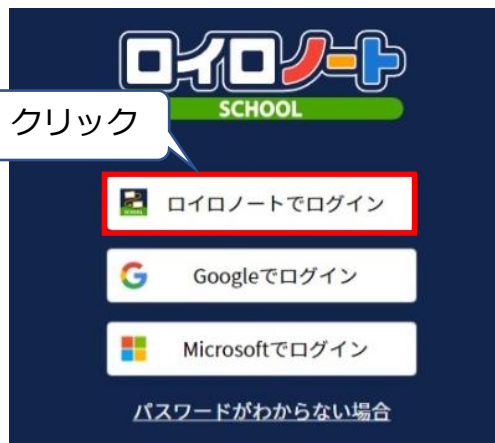 ロイロノート
SCHOOL
クリック
ロイロノートでログイン
Googleでログイン
Microsoftでログイン
パスワードがわからない場合